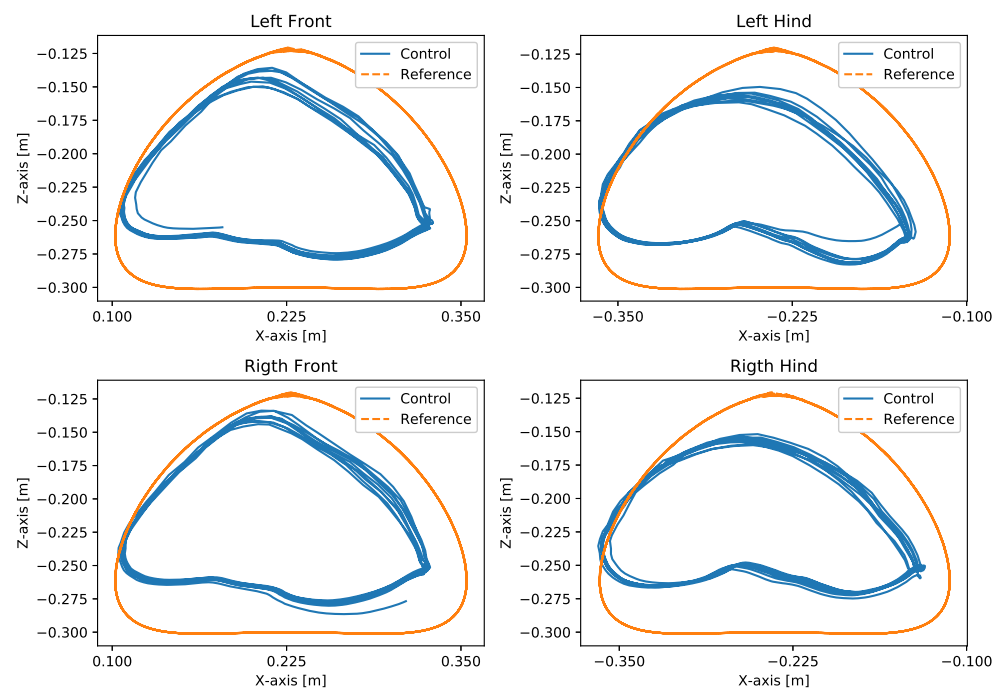 Left Front
Z-axis [m]
−0.125
−0.150
−0.175
−0.200
−0.225
−0.250
−0.275
−0.300
Control
Reference
0.100 0.225 0.350
X-axis [m]
Left Hind
Z-axis [m]
−0.125
−0.150
−0.175
−0.200
−0.225
−0.250
−0.275
−0.300
Control
Reference
−0.350 −0.225 −0.100
X-axis [m]
Rigth Front
Z-axis [m]
−0.125
−0.150
−0.175
−0.200
−0.225
−0.250
−0.275
−0.300
Control
Reference
0.100 0.225 0.350
X-axis [m]
Rigth Hind
Z-axis [m]
−0.125
−0.150
−0.175
−0.200
−0.225
−0.250
−0.275
−0.300
Control
Reference
−0.350 −0.225 −0.100
X-axis [m]